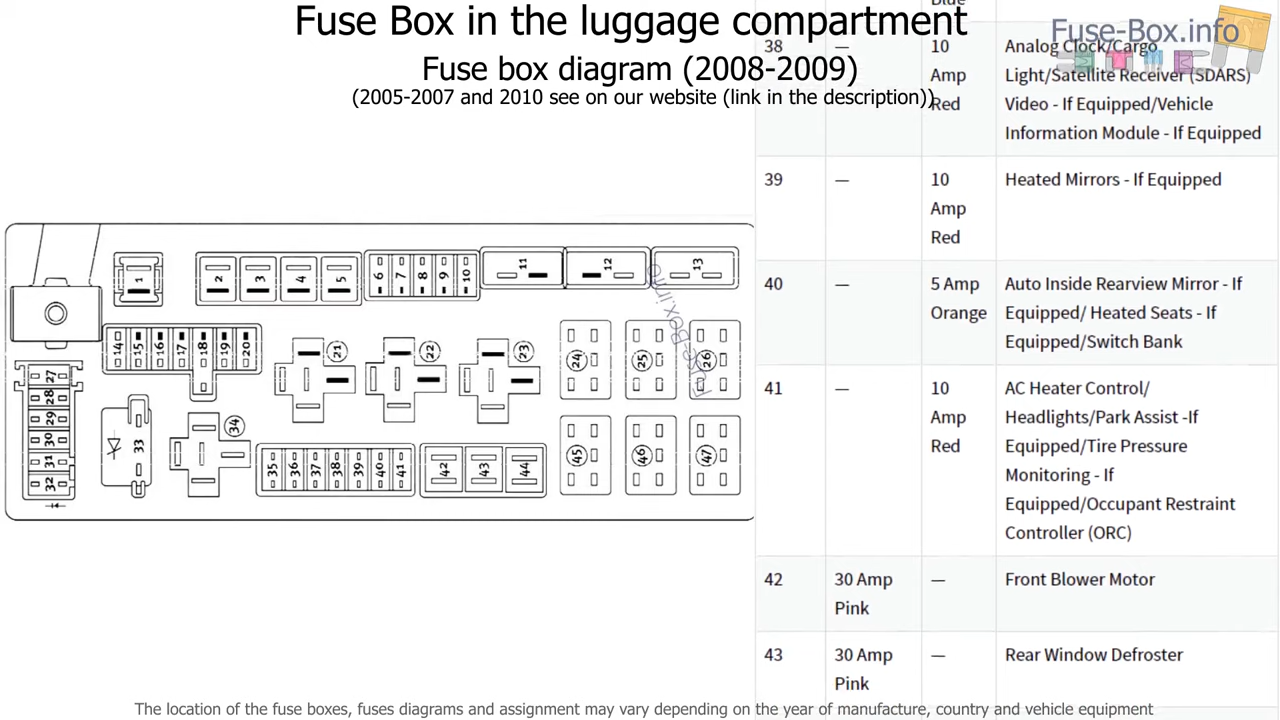 Fuse Box in the luggage compartment
Fuse box diagram (2008-2009)
(2005-2007 and 2010 see on our website (link in the description))
Fuse-Box.info
Blue
38 — 10 Analog Clock/Cargo
Amp Light/Satellite Receiver (SDARS)
Red Video - If Equipped/Vehicle
Information Module - If Equipped
39 — 10 Heated Mirrors - If Equipped
Amp
Red
40 — 5 Amp Auto Inside Rearview Mirror - If
Orange Equipped/ Heated Seats - If
Equipped/Switch Bank
41 — 10 AC Heater Control/
Amp Headlights/Park Assist -If
Red Equipped/Tire Pressure
Monitoring - If
Equipped/Occupant Restraint
Controller (ORC)
42 30 Amp — Front Blower Motor
Pink
43 30 Amp — Rear Window Defroster
Pink
1 2 3 4 5 6 7 8 9 10 11 12 13
14 15 16 17 18 19 20 21 22 23 24 25 26
27
28
29
30
31
32
33 34 35 36 37 38 39 40 41 42 43 44 45 46 47
Fuse-Box.info
The location of the fuse boxes, fuses diagrams and assignment may vary depending on the year of manufacture, country and vehicle equipment